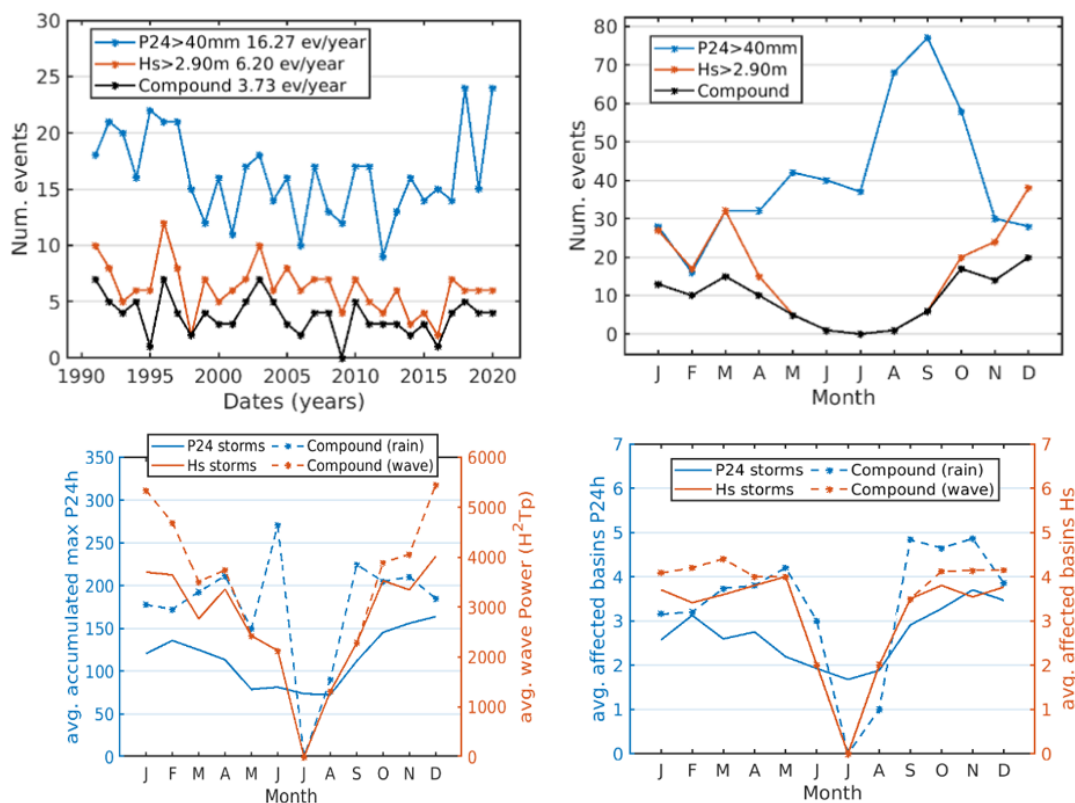 30
25
20
15
10
5
0
Num. events
P24>40mm 16.27 ev/year
Hs>2.90m 6.20 ev/year
Compound 3.73 ev/year
1990 1995 2000 2005 2010 2015 2020
Dates (years)
80
70
60
50
40
30
20
10
0
Num. events
P24>40mm
Hs>2.90m
Compound
J F M A M J J A S O N D
Month
350
300
250
200
150
100
50
0
avg. accumulated max P24h
P24 storms Compound (rain)
Hs storms Compound (wave)
6000
5000
4000
3000
2000
1000
0
avg. wave Power (H²Tp)
J F M A M J J A S O N D
Month
7
6
5
4
3
2
1
0
avg. affected basins P24h
P24 storms Compound (rain)
Hs storms Compound (wave)
7
6
5
4
3
2
1
0
avg. affected basins Hs
J F M A M J J A S O N D
Month